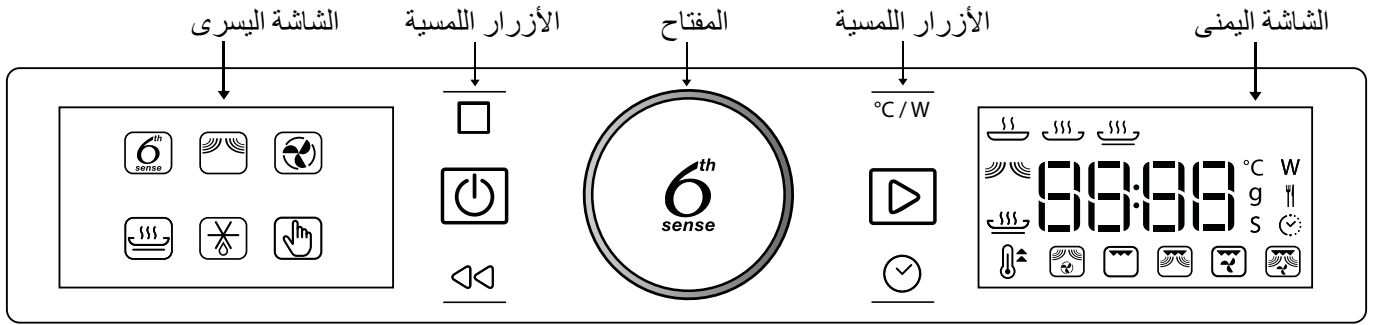 الشاشة اليمنى
الأزرار اللمسية
المفتاح
الأزرار اللمسية
الشاشة اليسرى
6th sense
°C / W
6th sense
88:88
°C W
g
S